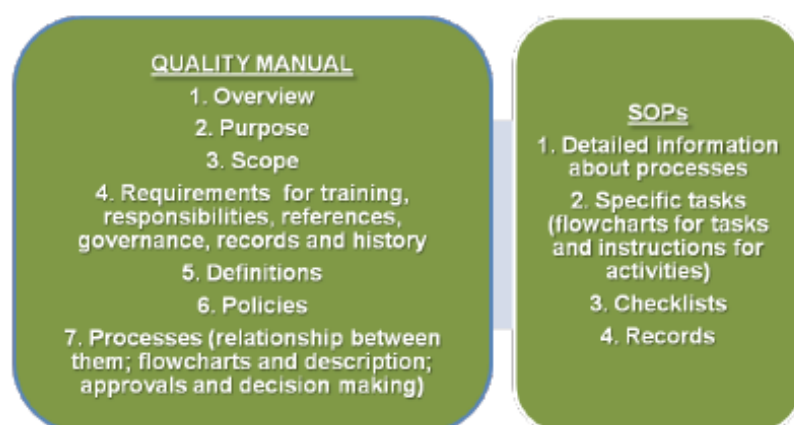 QUALITY MANUAL
1. Overview
2. Purpose
3. Scope
4. Requirements for training,
responsibilities, references,
governance, records and history
5. Definitions
6. Policies
7. Processes (relationship between
them; flowcharts and description;
approvals and decision making)
SOPs
1. Detailed information
about processes
2. Specific tasks
(flowcharts for tasks
and instructions for
activities)
3. Checklists
4. Records